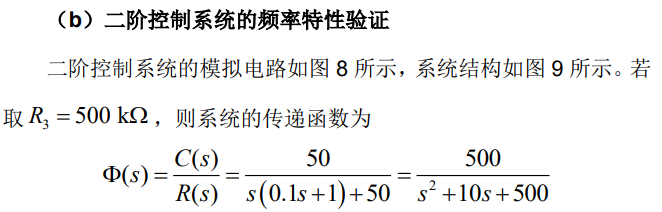 （b）二阶控制系统的频率特性验证
二阶控制系统的模拟电路如图 8 所示，系统结构如图 9 所示。若
取 R₃ = 500 kΩ，则系统的传递函数为
Φ(s) = C(s)/R(s) = 50/(s(0.1s+1)+50) = 500/(s²+10s+500)